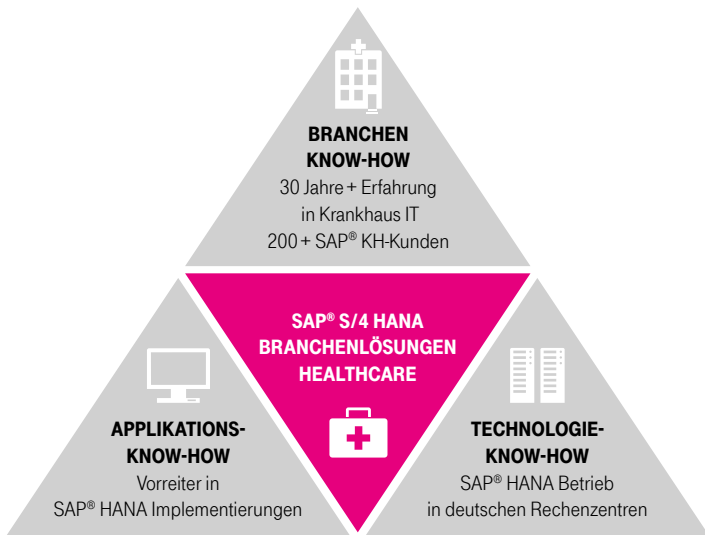 BRANCHEN
KNOW-HOW
30 Jahre + Erfahrung
in Krankhaus IT
200 + SAP® KH-Kunden
SAP® S/4 HANA
BRANCHENLÖSUNGEN
HEALTHCARE
APPLIKATIONS-
KNOW-HOW
Vorreiter in
SAP® HANA Implementierungen
TECHNOLOGIE-
KNOW-HOW
SAP® HANA Betrieb
in deutschen Rechenzentren